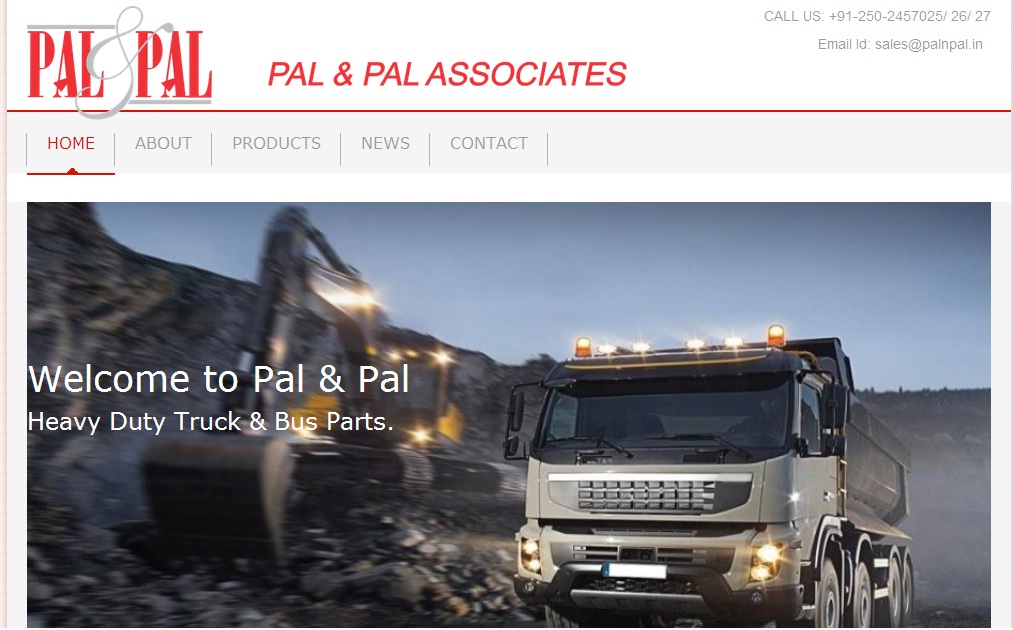 PAL & PAL
PAL & PAL ASSOCIATES
CALL US: +91-250-2457025/ 26/ 27
Email Id: sales@palnpal.in
HOME
ABOUT
PRODUCTS
NEWS
CONTACT
Welcome to Pal & Pal
Heavy Duty Truck & Bus Parts.